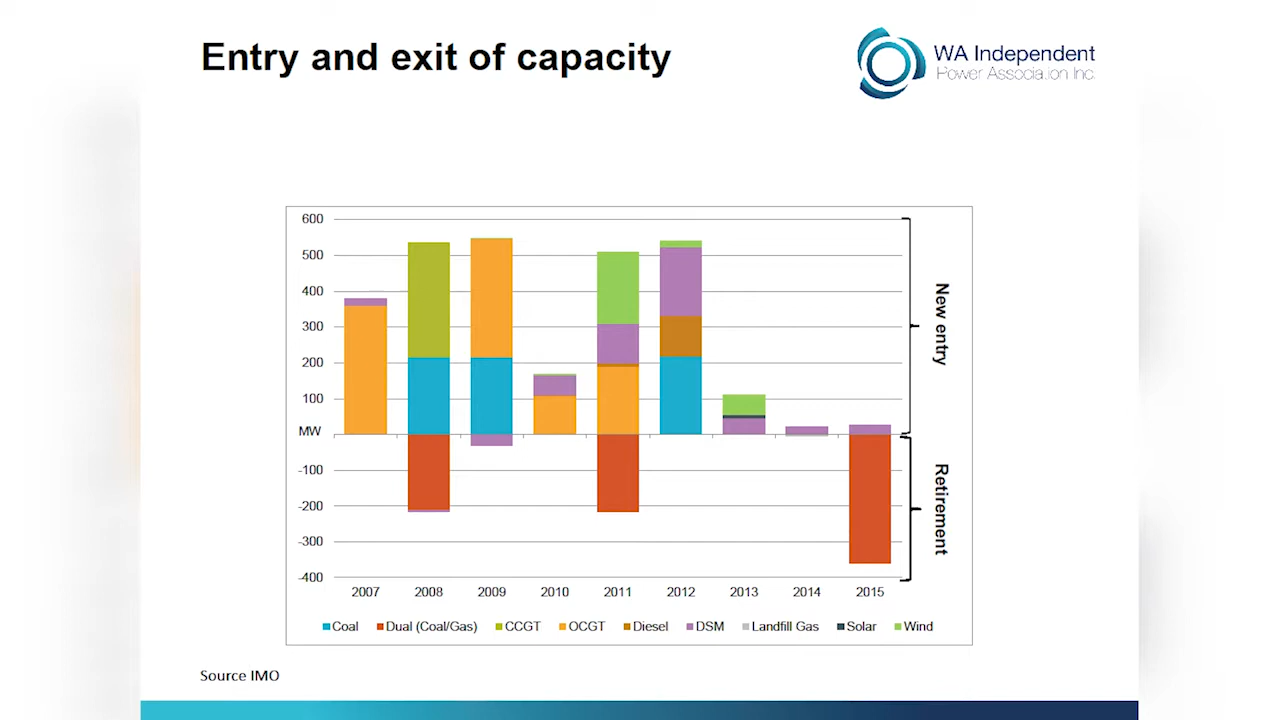 Entry and exit of capacity
WA Independent
Power Association Inc.
600
500
400
300
200
100
MW
-100
-200
-300
-400
New entry
Retirement
2007 2008 2009 2010 2011 2012 2013 2014 2015
Coal Dual (Coal/Gas) CCGT OCGT Diesel DSM Landfill Gas Solar Wind
Source IMO